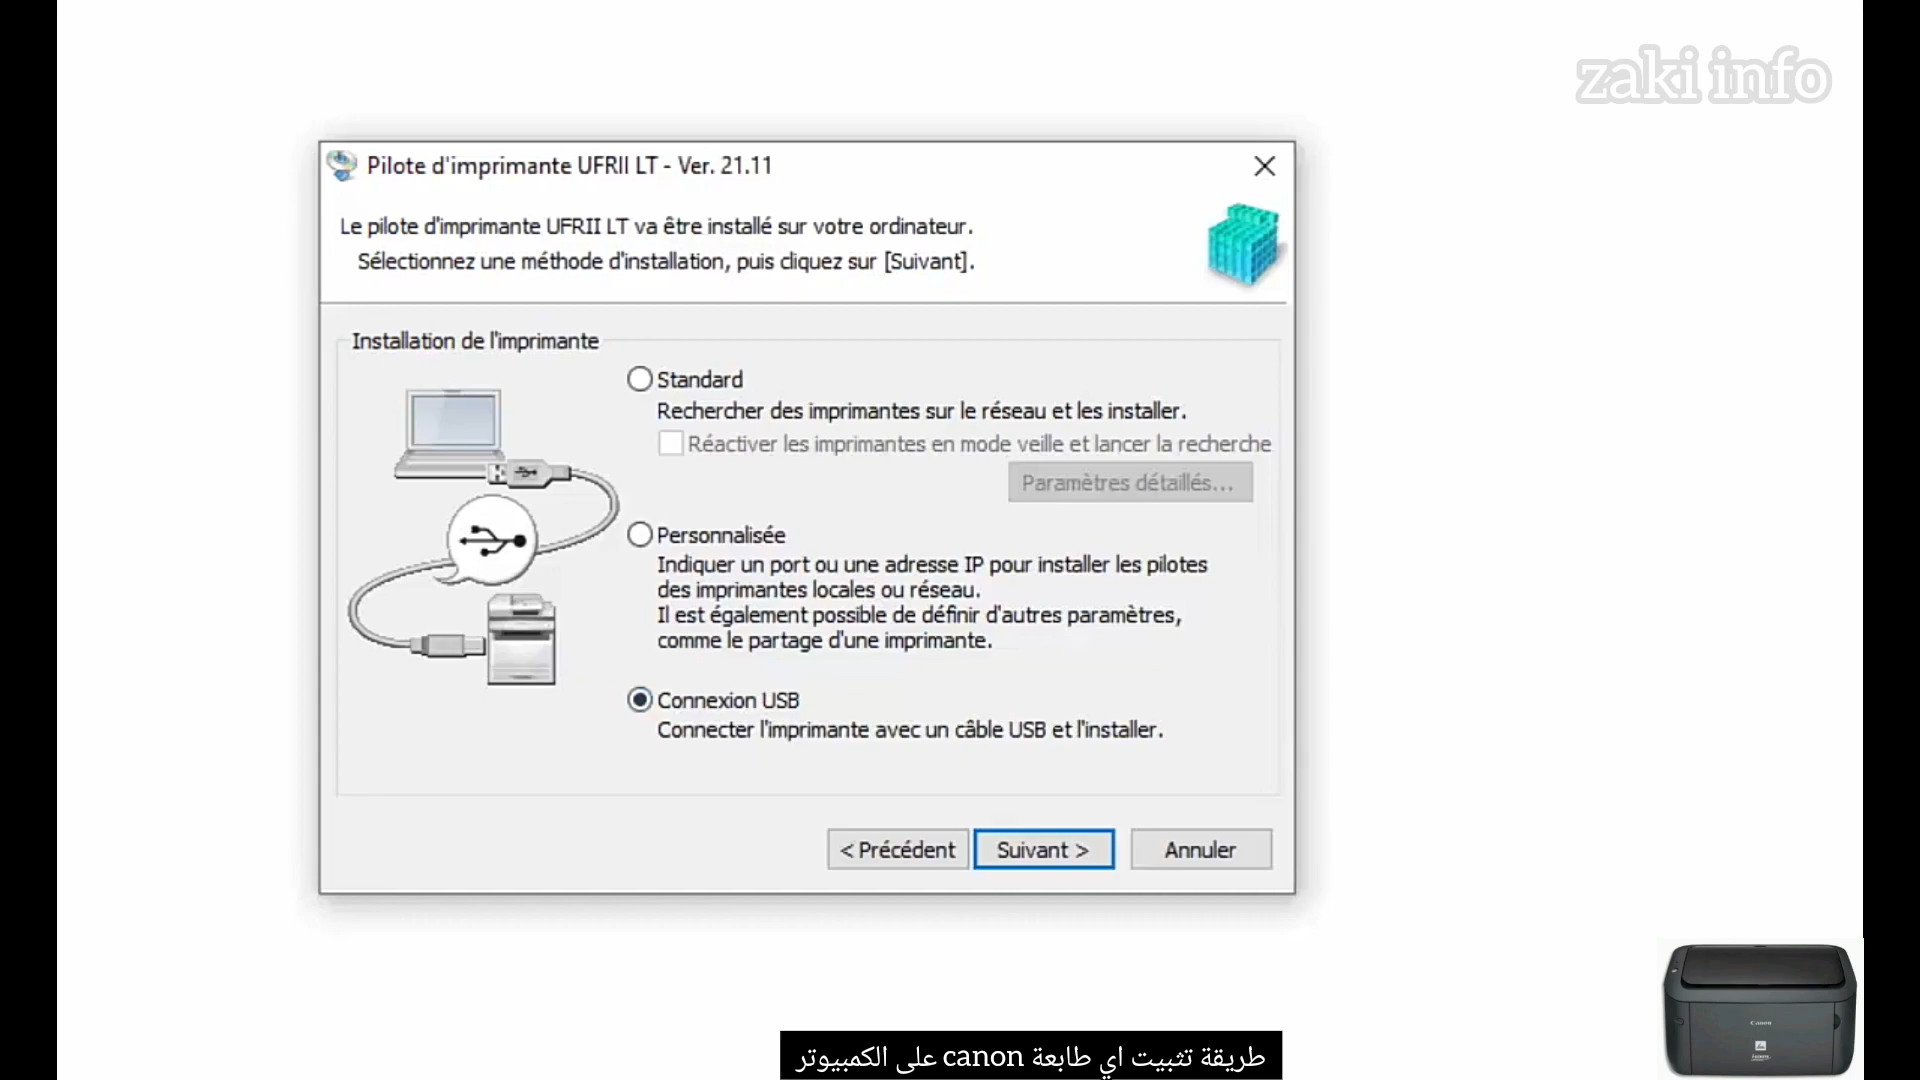 zaki info
Pilote d'imprimante UFRII LT - Ver. 21.11
Le pilote d'imprimante UFRII LT va être installé sur votre ordinateur.
Sélectionnez une méthode d'installation, puis cliquez sur [Suivant].
Installation de l'imprimante
Standard
Rechercher des imprimantes sur le réseau et les installer.
Réactiver les imprimantes en mode veille et lancer la recherche
Paramètres détaillés...
Personnalisée
Indiquer un port ou une adresse IP pour installer les pilotes
des imprimantes locales ou réseau.
Il est également possible de définir d'autres paramètres,
comme le partage d'une imprimante.
Connexion USB
Connecter l'imprimante avec un câble USB et l'installer.
< Précédent
Suivant >
Annuler
Canon
طريقة تثبيت اي طابعة canon على الكمبيوتر